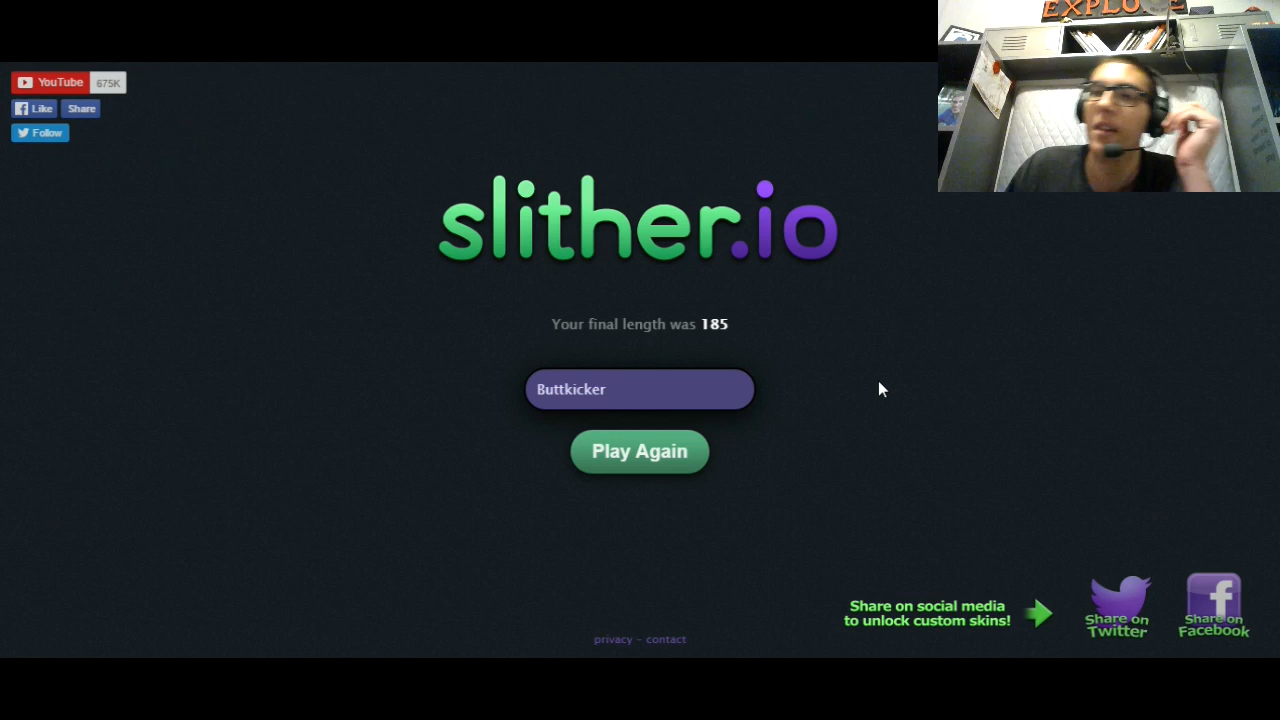 EXPLORE
YouTube 675K
Like Share
Follow
slither.io
Your final length was 185
Buttkicker
Play Again
Share on social media
to unlock custom skins!
Share on
Twitter
Share on
Facebook
privacy - contact